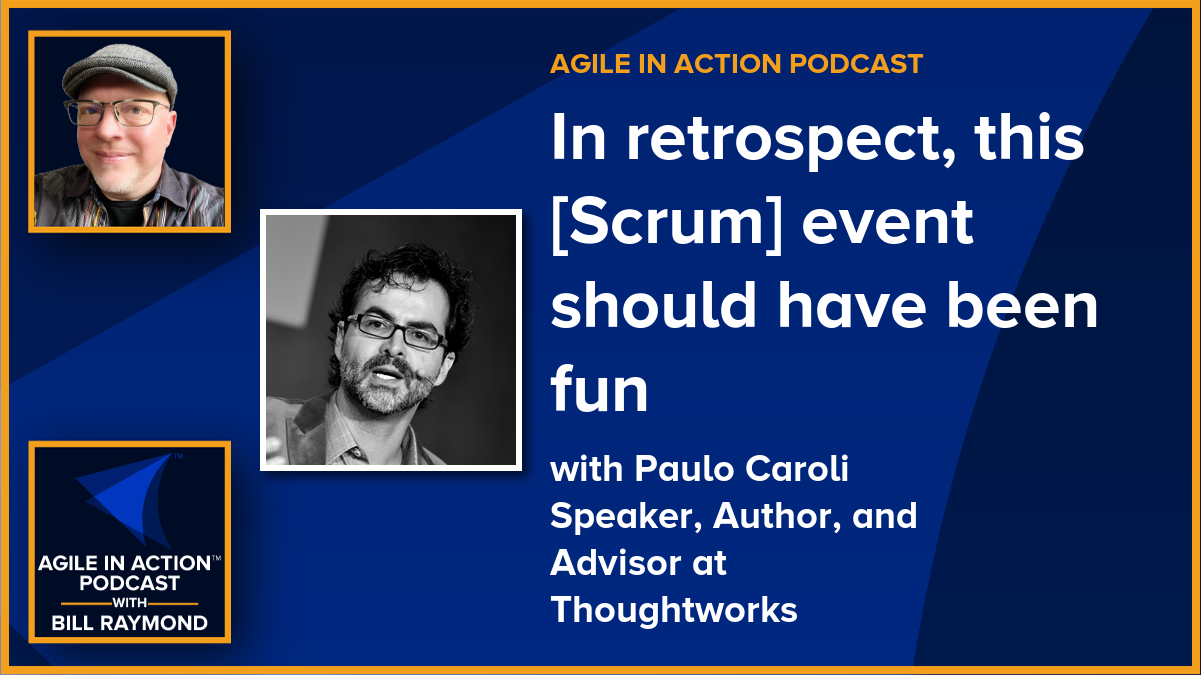 AGILE IN ACTION PODCAST
In retrospect, this
[Scrum] event
should have been
fun
with Paulo Caroli
Speaker, Author, and
Advisor at
Thoughtworks
TM
AGILE IN ACTION™
PODCAST
WITH
BILL RAYMOND